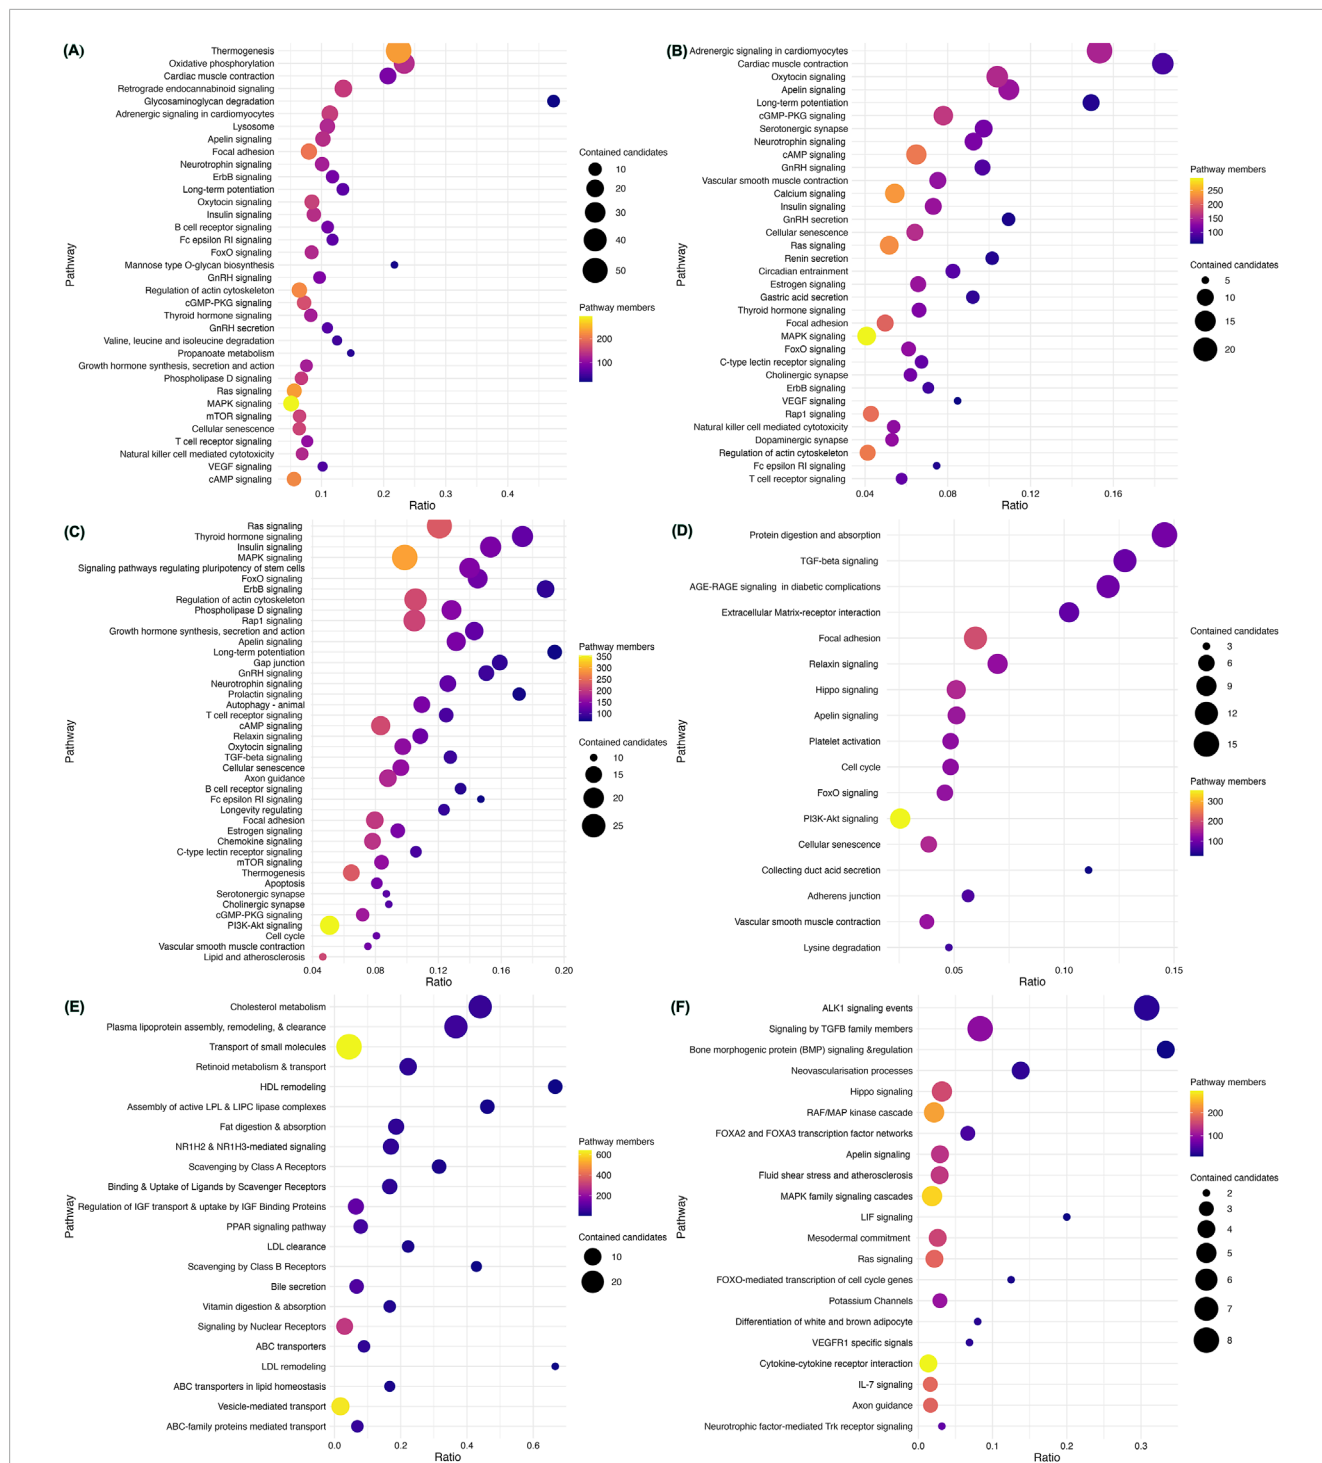 (A)
Thermogenesis
Oxidative phosphorylation
Cardiac muscle contraction
Retrograde endocannabinoid signaling
Glycosaminoglycan degradation
Adrenergic signaling in cardiomyocytes
Lysosome
Apelin signaling
Focal adhesion
Neurotrophin signaling
ErbB signaling
Long-term potentiation
Oxytocin signaling
Insulin signaling
B cell receptor signaling
Fc epsilon RI signaling
FoxO signaling
Mannose type O-glycan biosynthesis
GnRH signaling
Regulation of actin cytoskeleton
cGMP-PKG signaling
Thyroid hormone signaling
GnRH secretion
Valine, leucine and isoleucine degradation
Propanoate metabolism
Growth hormone synthesis, secretion and action
Phospholipase D signaling
Ras signaling
MAPK signaling
mTOR signaling
Cellular senescence
T cell receptor signaling
Natural killer cell mediated cytotoxicity
VEGF signaling
cAMP signaling
Pathway
0.1 0.2 0.3 0.4
Ratio
Contained candidates
10
20
30
40
50
Pathway members
200
100
(B)
Adrenergic signaling in cardiomyocytes
Cardiac muscle contraction
Oxytocin signaling
Apelin signaling
Long-term potentiation
cGMP-PKG signaling
Serotonergic synapse
Neurotrophin signaling
cAMP signaling
GnRH signaling
Vascular smooth muscle contraction
Calcium signaling
Insulin signaling
GnRH secretion
Cellular senescence
Ras signaling
Renin secretion
Circadian entrainment
Estrogen signaling
Gastric acid secretion
Thyroid hormone signaling
Focal adhesion
MAPK signaling
FoxO signaling
C-type lectin receptor signaling
Cholinergic synapse
ErbB signaling
VEGF signaling
Rap1 signaling
Natural killer cell mediated cytotoxicity
Dopaminergic synapse
Regulation of actin cytoskeleton
Fc epsilon RI signaling
T cell receptor signaling
Pathway
0.04 0.08 0.12 0.16
Ratio
Pathway members
250
200
150
100
Contained candidates
5
10
15
20
(C)
Ras signaling
Thyroid hormone signaling
Insulin signaling
MAPK signaling
Signaling pathways regulating pluripotency of stem cells
FoxO signaling
ErbB signaling
Regulation of actin cytoskeleton
Phospholipase D signaling
Rap1 signaling
Growth hormone synthesis, secretion and action
Apelin signaling
Long-term potentiation
Gap junction
GnRH signaling
Neurotrophin signaling
Prolactin signaling
Autophagy - animal
T cell receptor signaling
cAMP signaling
Relaxin signaling
Oxytocin signaling
TGF-beta signaling
Cellular senescence
Axon guidance
B cell receptor signaling
Fc epsilon RI signaling
Longevity regulating
Focal adhesion
Estrogen signaling
Chemokine signaling
C-type lectin receptor signaling
mTOR signaling
Thermogenesis
Apoptosis
Serotonergic synapse
Cholinergic synapse
cGMP-PKG signaling
PI3K-Akt signaling
Cell cycle
Vascular smooth muscle contraction
Lipid and atherosclerosis
Pathway
0.04 0.08 0.12 0.16 0.20
Ratio
Pathway members
350
300
250
200
150
100
Contained candidates
10
15
20
25
(D)
Protein digestion and absorption
TGF-beta signaling
AGE-RAGE signaling in diabetic complications
Extracellular Matrix-receptor interaction
Focal adhesion
Relaxin signaling
Hippo signaling
Apelin signaling
Platelet activation
Cell cycle
FoxO signaling
PI3K-Akt signaling
Cellular senescence
Collecting duct acid secretion
Adherens junction
Vascular smooth muscle contraction
Lysine degradation
Pathway
0.05 0.10 0.15
Ratio
Contained candidates
3
6
9
12
15
Pathway members
300
200
100
(E)
Cholesterol metabolism
Plasma lipoprotein assembly, remodeling, & clearance
Transport of small molecules
Retinoid metabolism & transport
HDL remodeling
Assembly of active LPL & LIPC lipase complexes
Fat digestion & absorption
NR1H2 & NR1H3-mediated signaling
Scavenging by Class A Receptors
Binding & Uptake of Ligands by Scavenger Receptors
Regulation of IGF transport & uptake by IGF Binding Proteins
PPAR signaling pathway
LDL clearance
Scavenging by Class B Receptors
Bile secretion
Vitamin digestion & absorption
Signaling by Nuclear Receptors
ABC transporters
LDL remodeling
ABC transporters in lipid homeostasis
Vesicle-mediated transport
ABC-family proteins mediated transport
Pathway
0.0 0.2 0.4 0.6
Ratio
Pathway members
600
400
200
Contained candidates
10
20
(F)
ALK1 signaling events
Signaling by TGFB family members
Bone morphogenic protein (BMP) signaling &regulation
Neovascularisation processes
Hippo signaling
RAF/MAP kinase cascade
FOXA2 and FOXA3 transcription factor networks
Apelin signaling
Fluid shear stress and atherosclerosis
MAPK family signaling cascades
LIF signaling
Mesodermal commitment
Ras signaling
FOXO-mediated transcription of cell cycle genes
Potassium Channels
Differentiation of white and brown adipocyte
VEGFR1 specific signals
Cytokine-cytokine receptor interaction
IL-7 signaling
Axon guidance
Neurotrophic factor-mediated Trk receptor signaling
Pathway
0.0 0.1 0.2 0.3
Ratio
Pathway members
200
100
Contained candidates
2
3
4
5
6
7
8